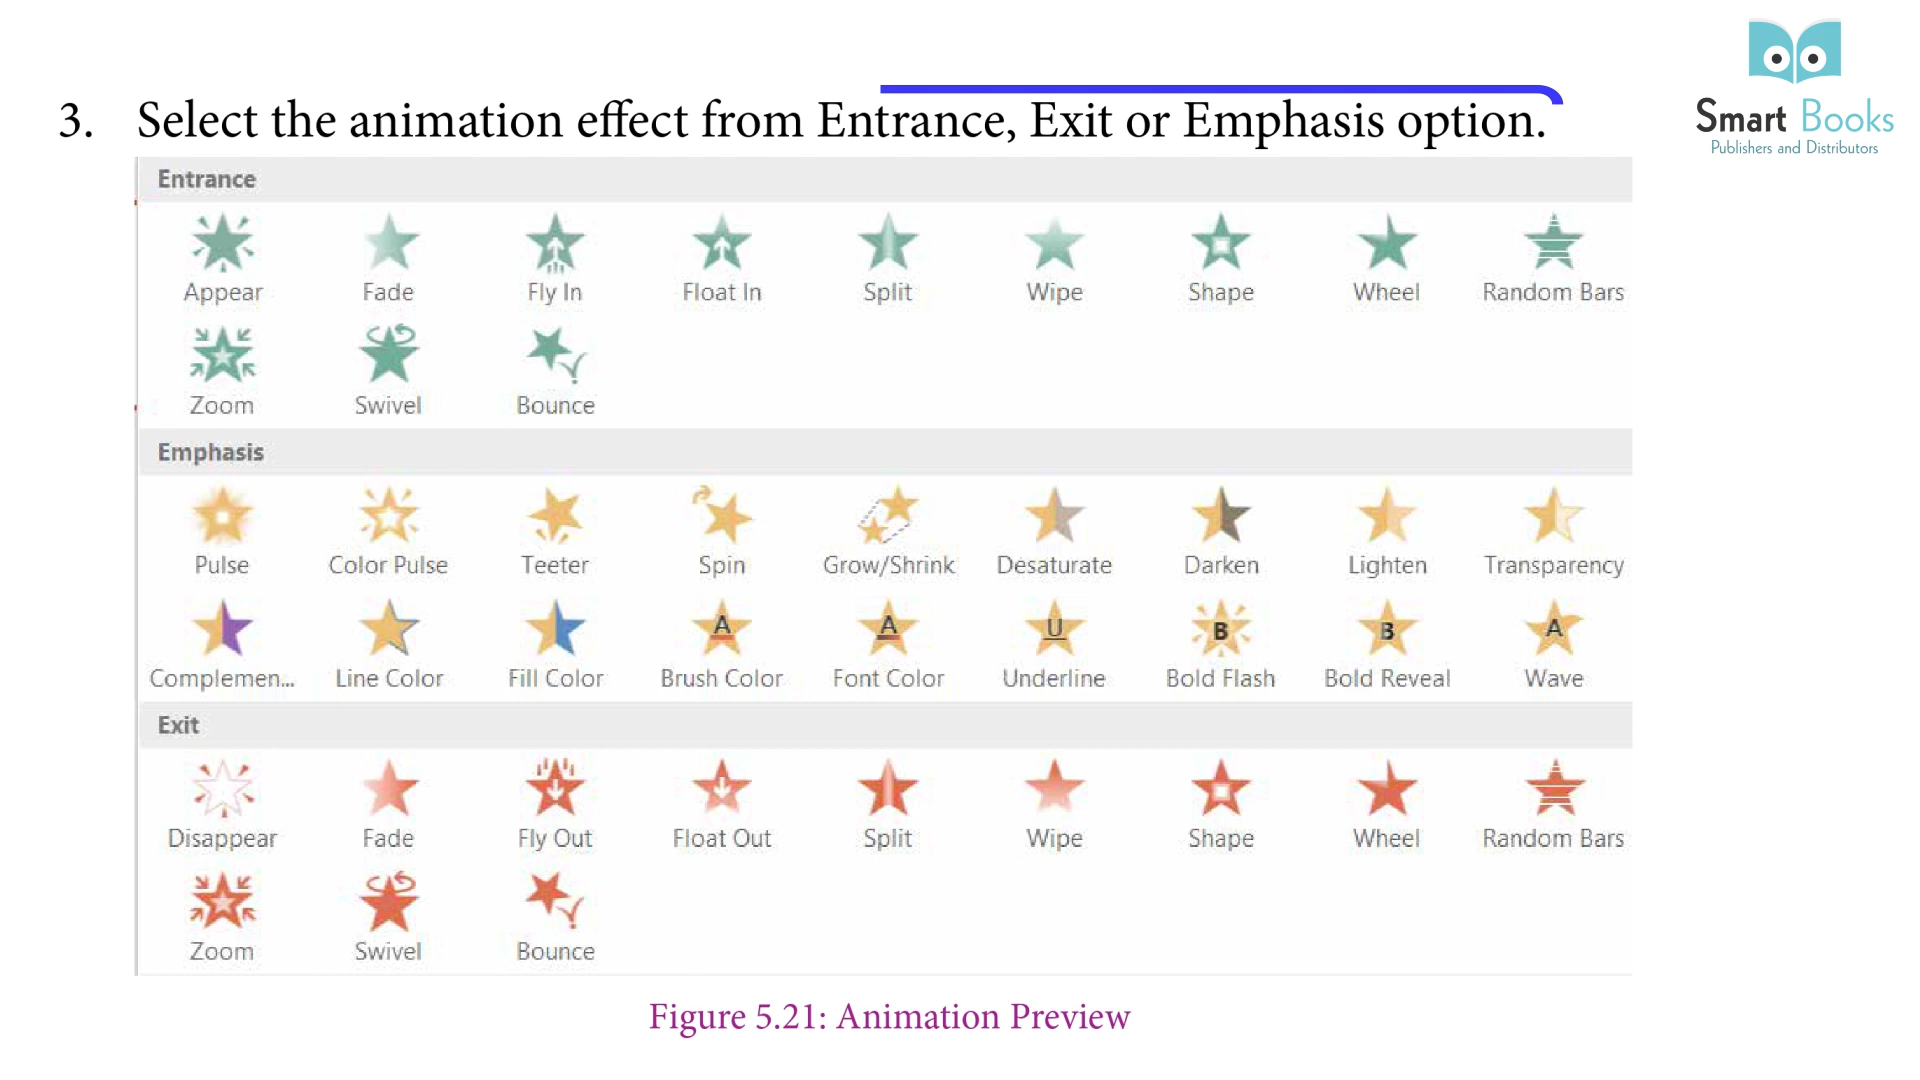 3. Select the animation effect from Entrance, Exit or Emphasis option.
Smart Books
Publishers and Distributors
Entrance
Appear Fade Fly In Float In Split Wipe Shape Wheel Random Bars
Zoom Swivel Bounce
Emphasis
Pulse Color Pulse Teeter Spin Grow/Shrink Desaturate Darken Lighten Transparency
A A U B B A
Complemen... Line Color Fill Color Brush Color Font Color Underline Bold Flash Bold Reveal Wave
Exit
Disappear Fade Fly Out Float Out Split Wipe Shape Wheel Random Bars
Zoom Swivel Bounce
Figure 5.21: Animation Preview